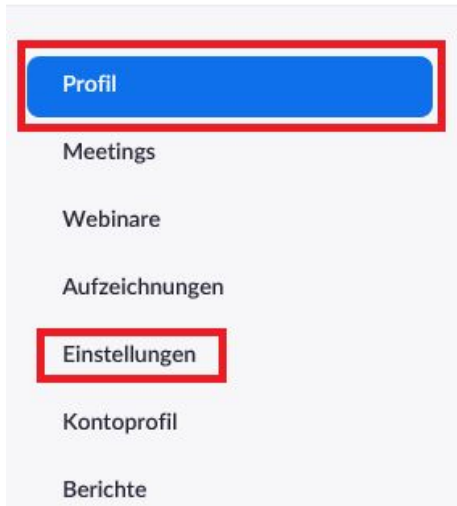 Profil
Meetings
Webinare
Aufzeichnungen
Einstellungen
Kontoprofil
Berichte